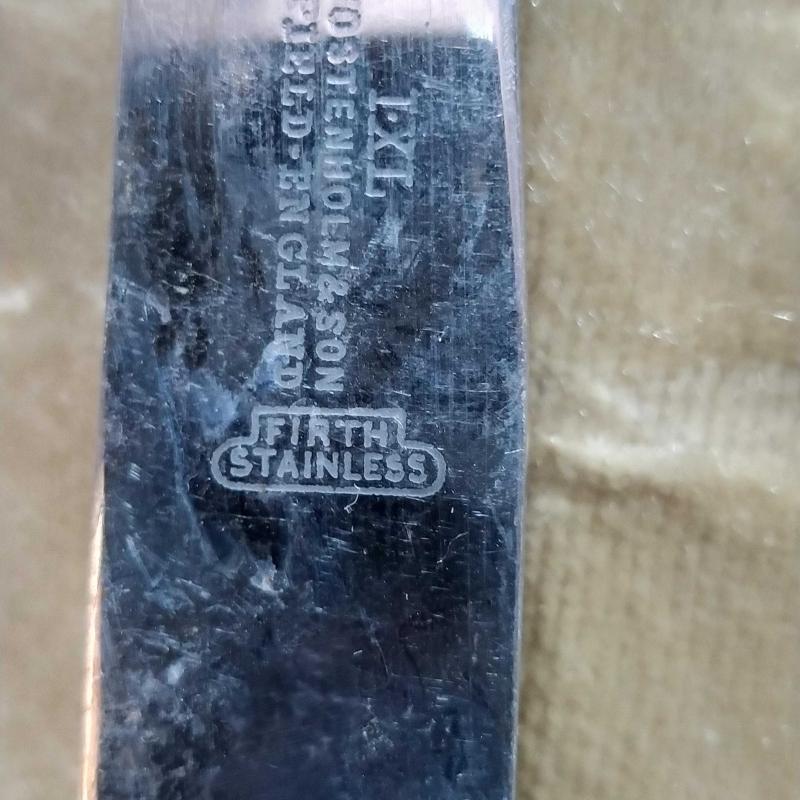 I·XL
OSTENHOLM & SON
FIELD·ENGLAND
FIRTH
STAINLESS